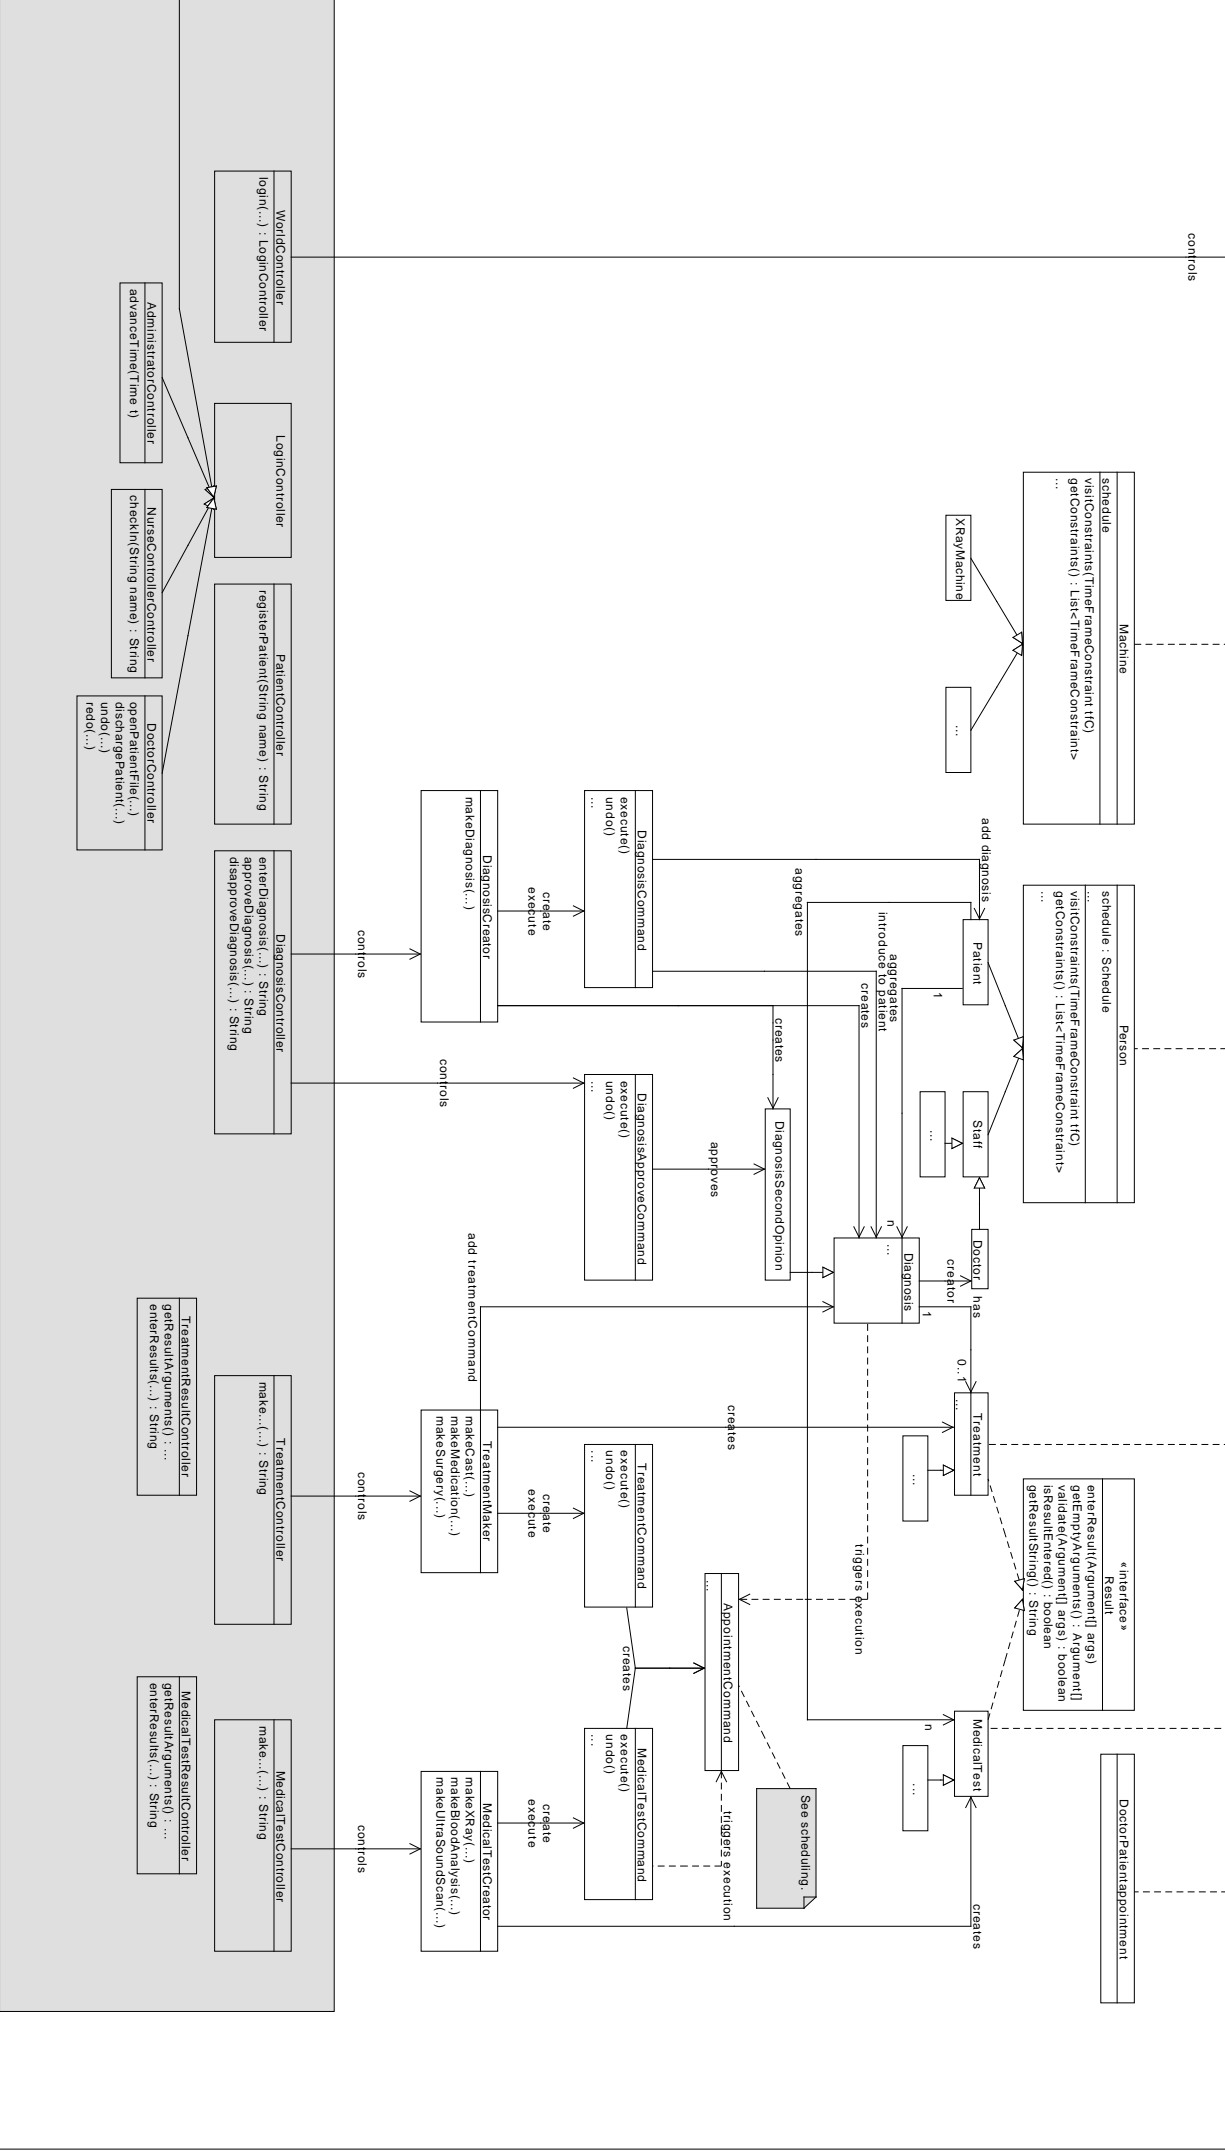 controls
Machine
schedule
visitConstraints(TimeFrameConstraint tfC)
getConstraints() : List<TimeFrameConstraint>
...
XRayMachine
...
Person
schedule : Schedule
...
visitConstraints(TimeFrameConstraint tfC)
getConstraints() : List<TimeFrameConstraint>
...
«interface»
Result
enterResult(Argument[] args)
getEmptyArguments() : Argument[]
validate(Argument[] args) : boolean
isResultEntered() : boolean
getResultString() : String
DoctorPatientappointment
add diagnosis
Patient
Staff
...
Doctor
has
creator
1
0..1
Treatment
...
...
MedicalTest
n
...
creates
1
n
Diagnosis
...
aggregates
introduce to patient
creates
aggregates
creates
DiagnosisSecondOpinion
approves
triggers execution
creates
See scheduling.
AppointmentCommand
...
triggers execution
creates
DiagnosisCommand
execute()
undo()
...
DiagnosisApproveCommand
execute()
undo()
...
TreatmentCommand
execute()
undo()
...
MedicalTestCommand
execute()
undo()
...
create
execute
create
execute
create
execute
DiagnosisCreator
makeDiagnosis(...)
controls
add treatmentCommand
TreatmentMaker
makeCast(...)
makeMedication(...)
makeSurgery(...)
MedicalTestCreator
makeXRay(...)
makeBloodAnalysis(...)
makeUltraSoundScan(...)
controls
controls
controls
WorldController
login(...) : LoginController
LoginController
PatientController
registerPatient(String name) : String
DiagnosisController
enterDiagnosis(...) : String
approveDiagnosis(...) : String
disapproveDiagnosis(...) : String
TreatmentController
make...(...) : String
MedicalTestController
make...(...) : String
AdministratorController
advanceTime(Time t)
NurseControllerController
checkIn(String name) : String
DoctorController
openPatientFile(...)
dischargePatient(...)
undo(...)
redo(...)
TreatmentResultController
getResultArguments() : ...
enterResults(...) : String
MedicalTestResultController
getResultArguments() : ...
enterResults(...) : String